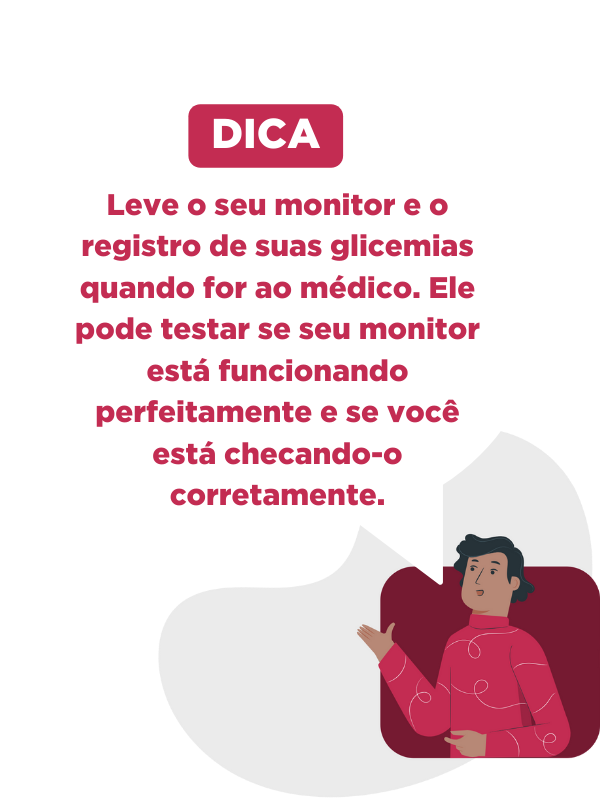 DICA
Leve o seu monitor e o
registro de suas glicemias
quando for ao médico. Ele
pode testar se seu monitor
está funcionando
perfeitamente e se você
está checando-o
corretamente.